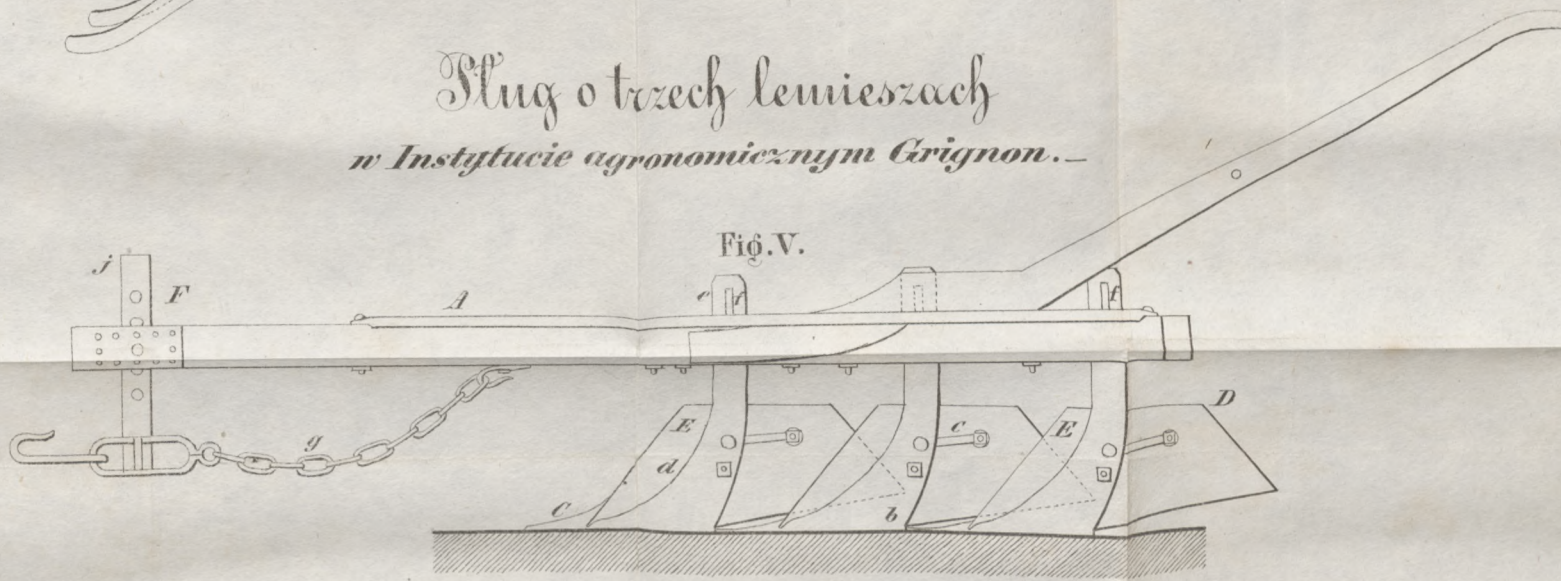 Pług o trzech lemieszach
w Instytucie agronomicznym Grignon.—
Fig. V.
j
F
A
e f
f
g
E
d
c
c
E
D
b